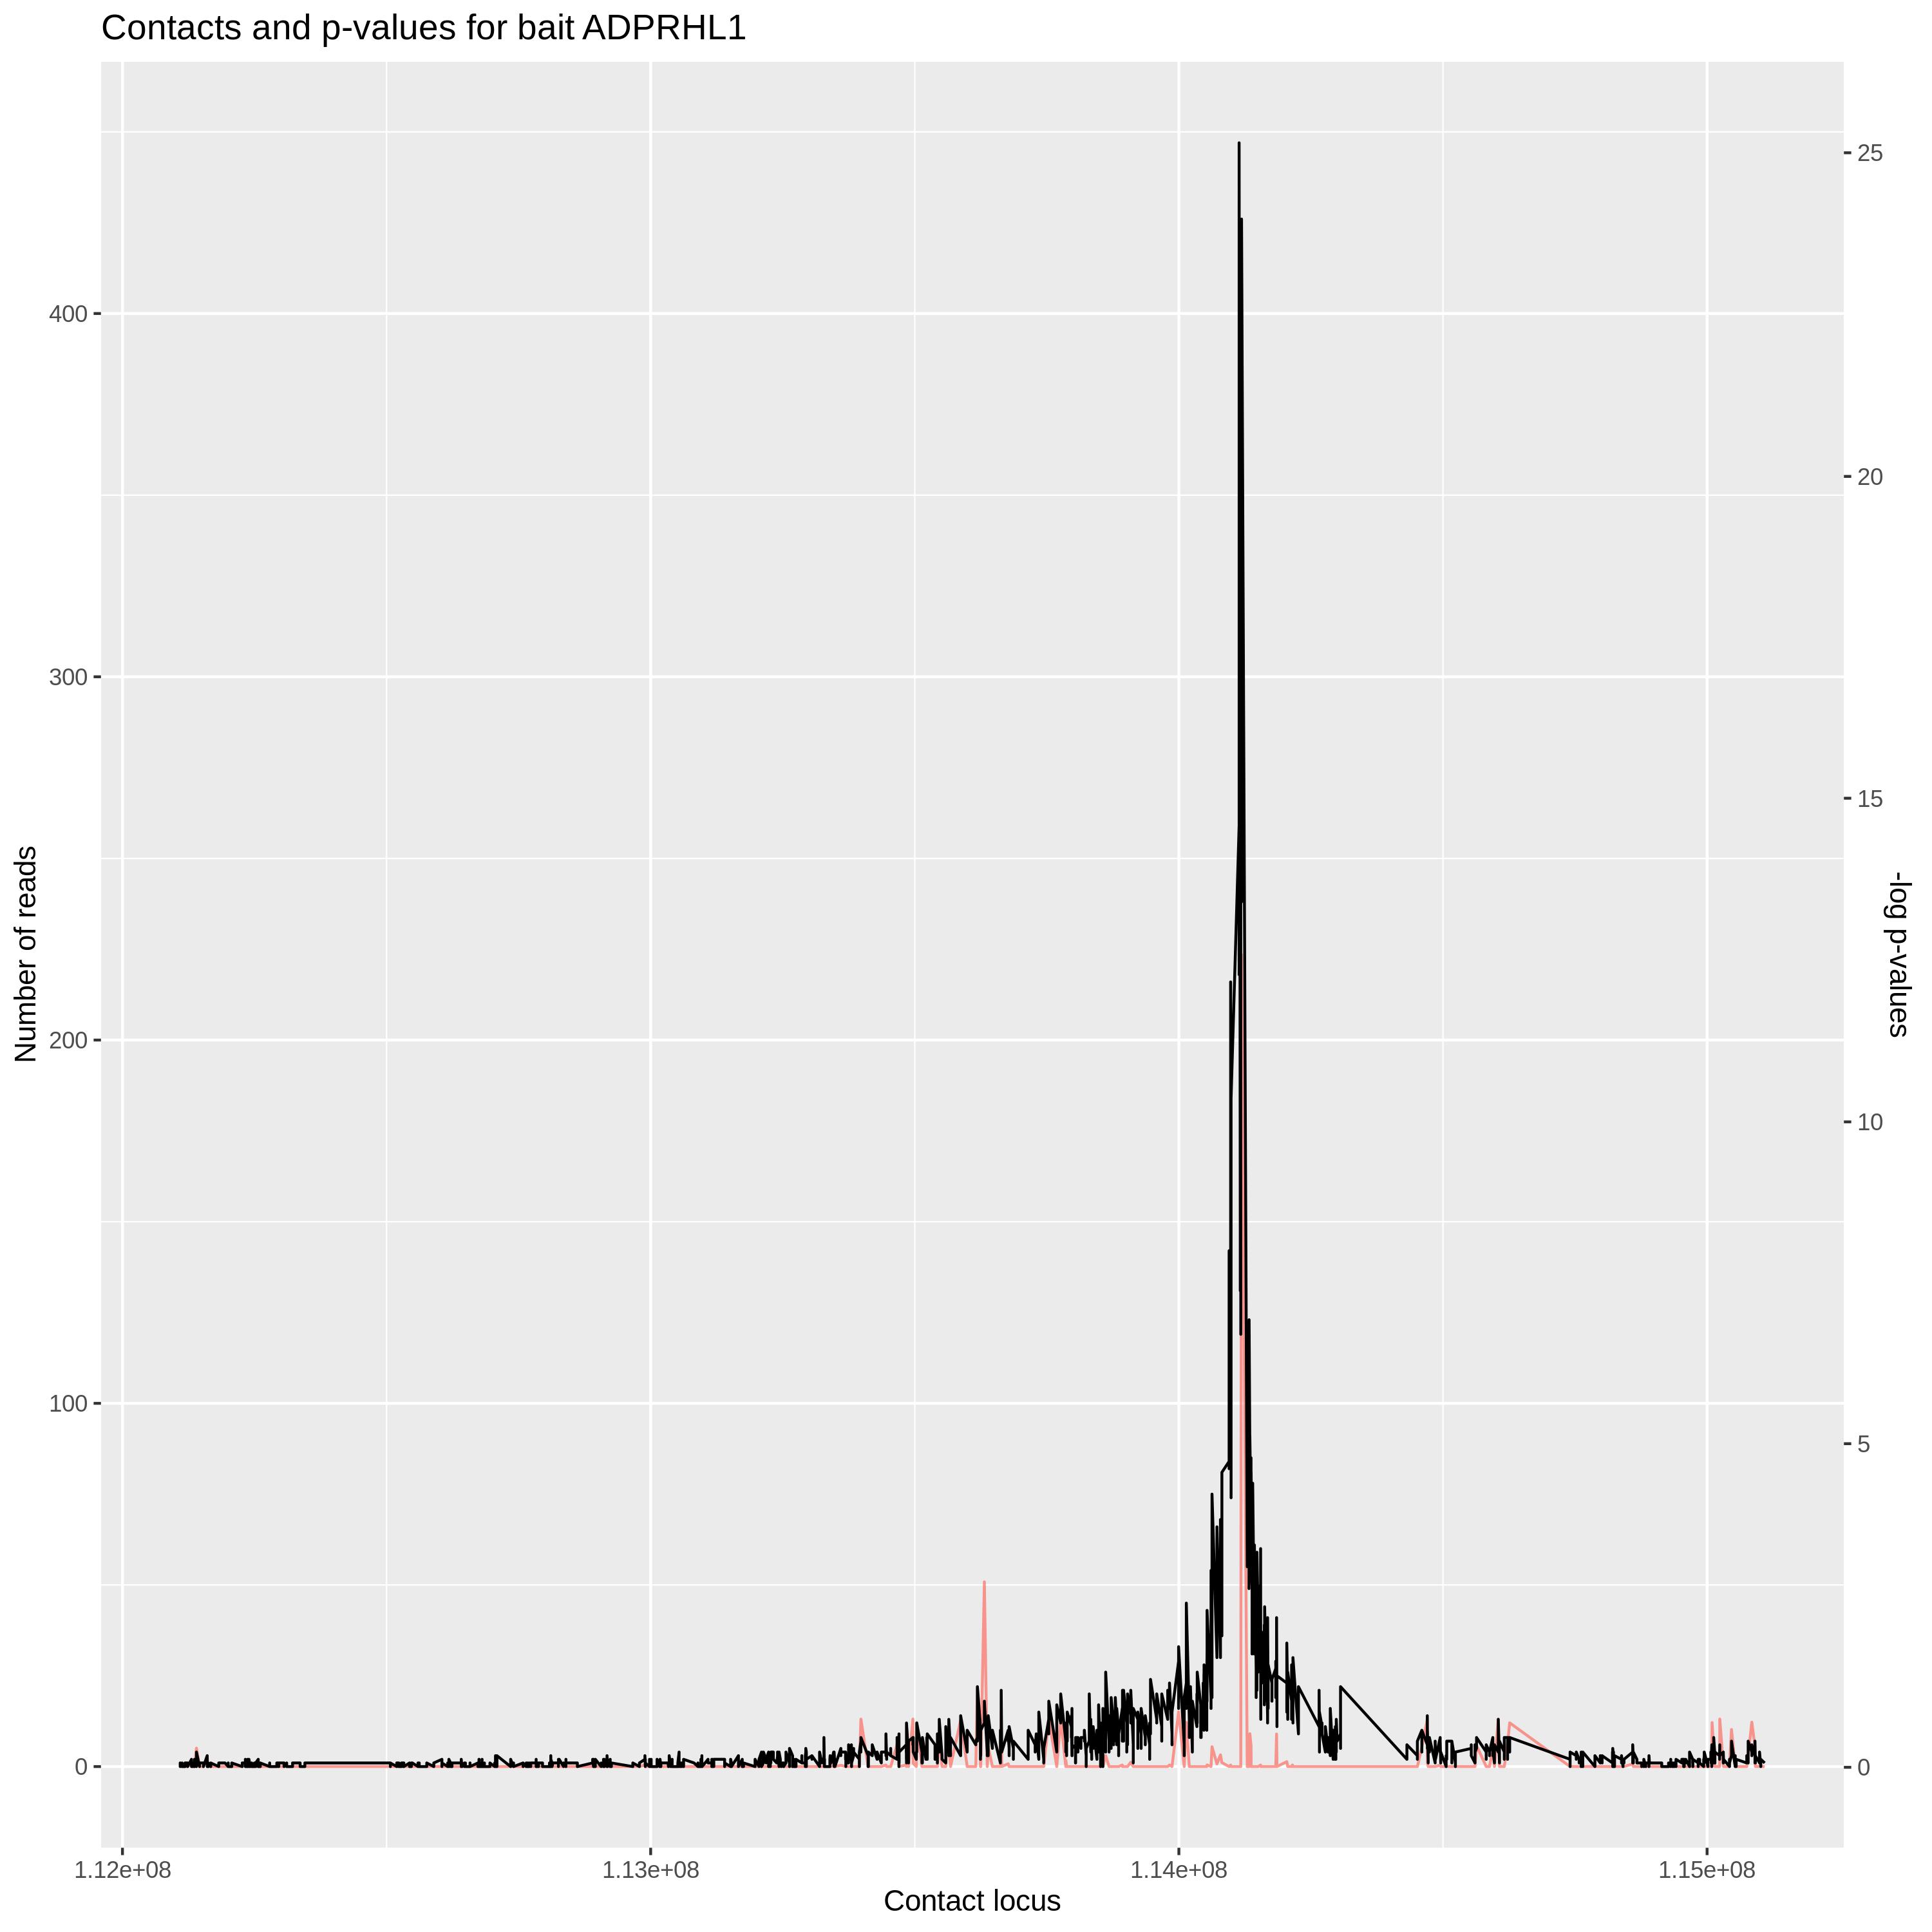 Contacts and p-values for bait ADPRHL1
400
300
200
100
0
Number of reads
25
20
15
10
5
0
-log p-values
1.12e+08
1.13e+08
1.14e+08
1.15e+08
Contact locus